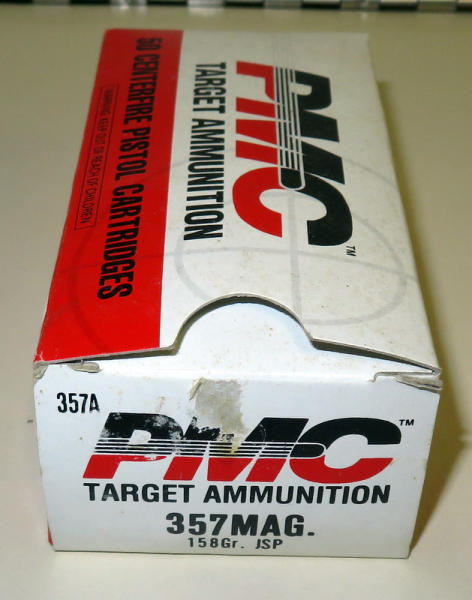 PMC™
TARGET AMMUNITION
50 CENTERFIRE PISTOL CARTRIDGES
WARNING: KEEP OUT OF REACH OF CHILDREN
357A
PMC™
TARGET AMMUNITION
357MAG.
158Gr. JSP